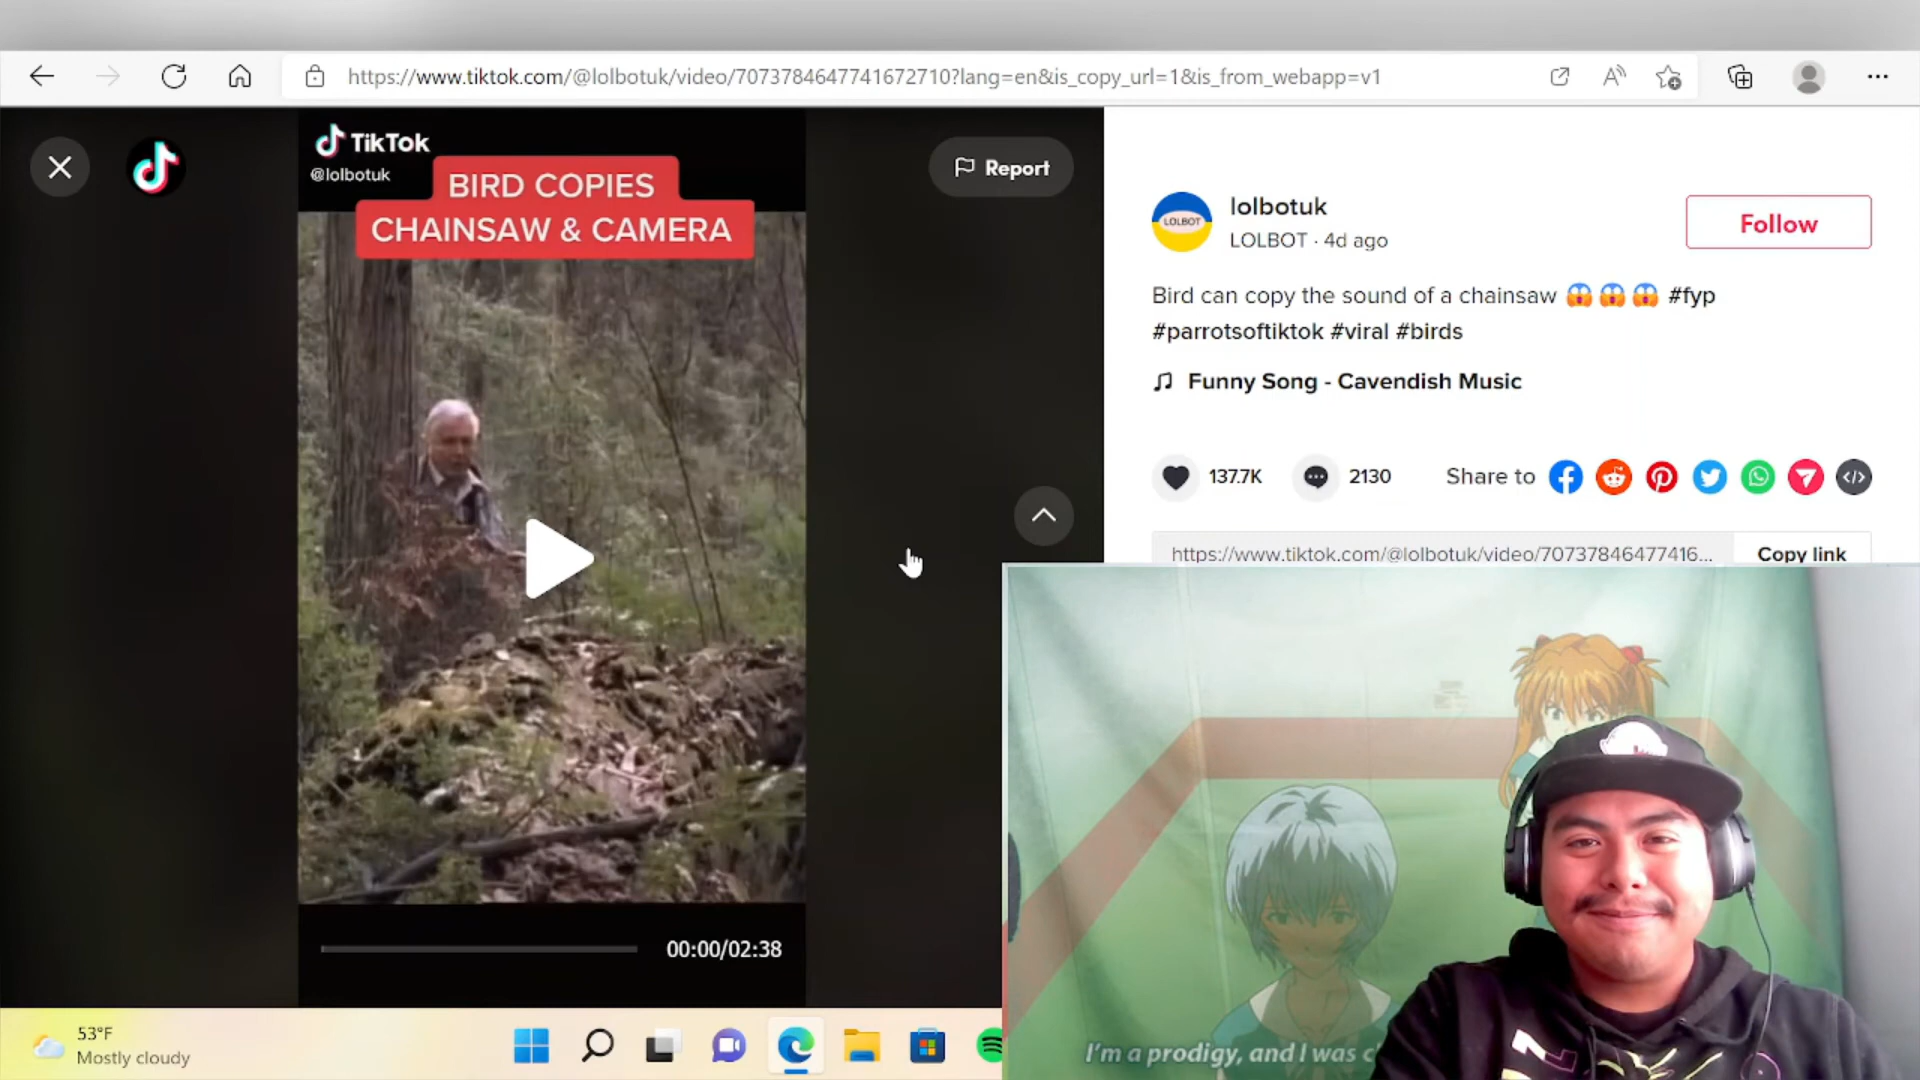 https://www.tiktok.com/@lolbotuk/video/7073784647741672710?lang=en&is_copy_url=1&is_from_webapp=v1
TikTok
@lolbotuk
BIRD COPIES
CHAINSAW & CAMERA
Report
lolbotuk
LOLBOT · 4d ago
Follow
LOLBOT
Bird can copy the sound of a chainsaw 😱 😱 😱 #fyp
#parrotsoftiktok #viral #birds
Funny Song - Cavendish Music
137.7K
2130
Share to
https://www.tiktok.com/@lolbotuk/video/70737846477416...
Copy link
00:00/02:38
I'm a prodigy, and I was
53°F
Mostly cloudy